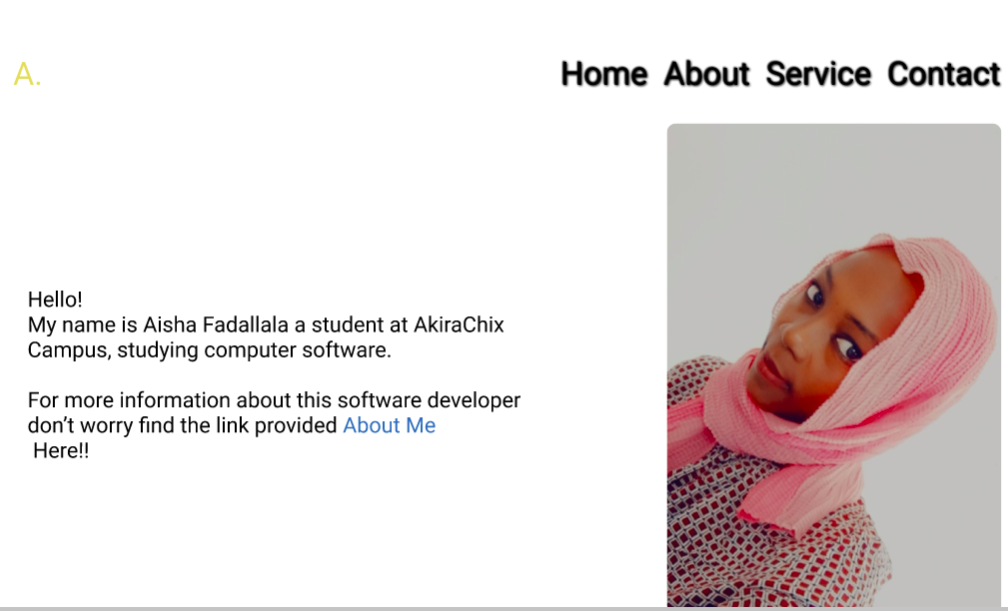 A.
Home About Service Contact
Hello!
My name is Aisha Fadallala a student at AkiraChix
Campus, studying computer software.
For more information about this software developer
don’t worry find the link provided About Me
Here!!